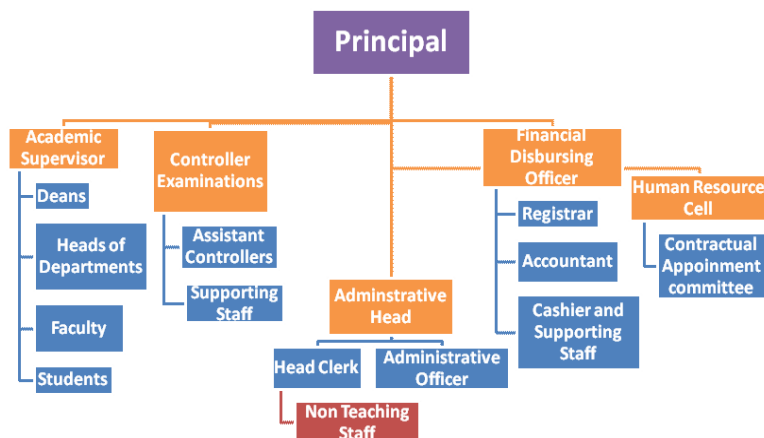 Principal
Academic
Supervisor
Deans
Heads of
Departments
Faculty
Students
Controller
Examinations
Assistant
Controllers
Supporting
Staff
Adminstrative
Head
Head Clerk
Non Teaching
Staff
Administrative
Officer
Financial
Disbursing
Officer
Registrar
Accountant
Cashier and
Supporting
Staff
Human Resource
Cell
Contractual
Appoinment
committee